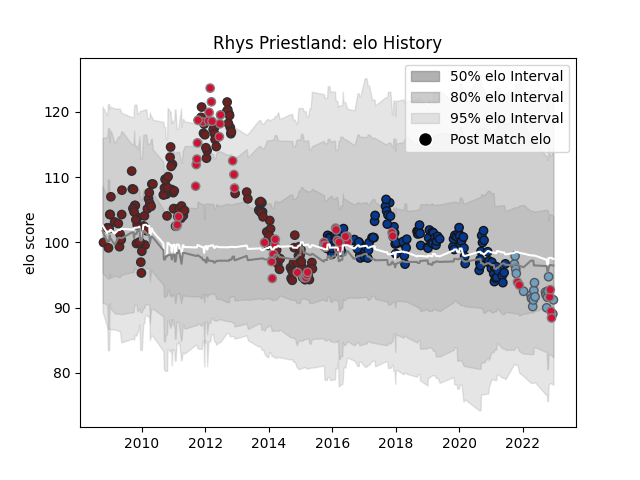 Rhys Priestland: elo History
50% elo Interval
80% elo Interval
95% elo Interval
Post Match elo
elo score
120
110
100
90
80
2010 2012 2014 2016 2018 2020 2022